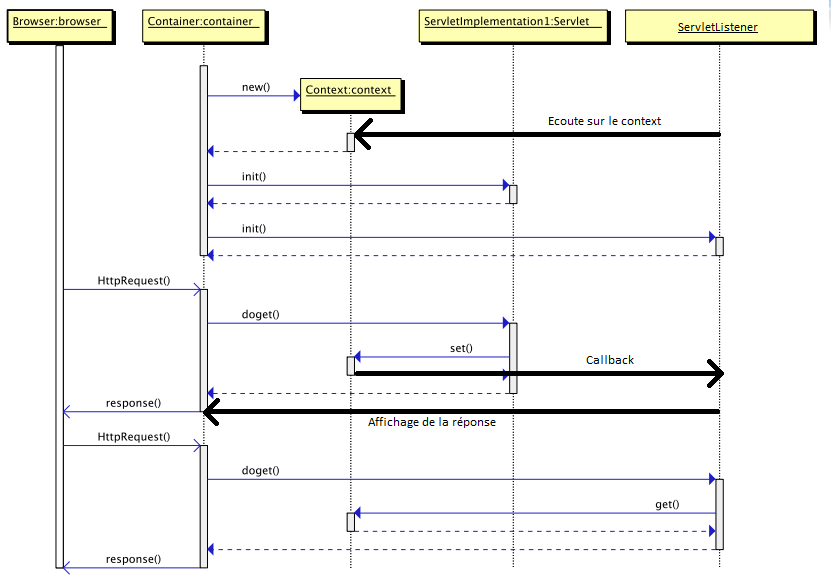 Browser:browser
Container:container
ServletImplementation1:Servlet
ServletListener
new()
Context:context
Ecoute sur le context
init()
init()
HttpRequest()
doget()
set()
Callback
response()
Affichage de la réponse
HttpRequest()
doget()
get()
response()